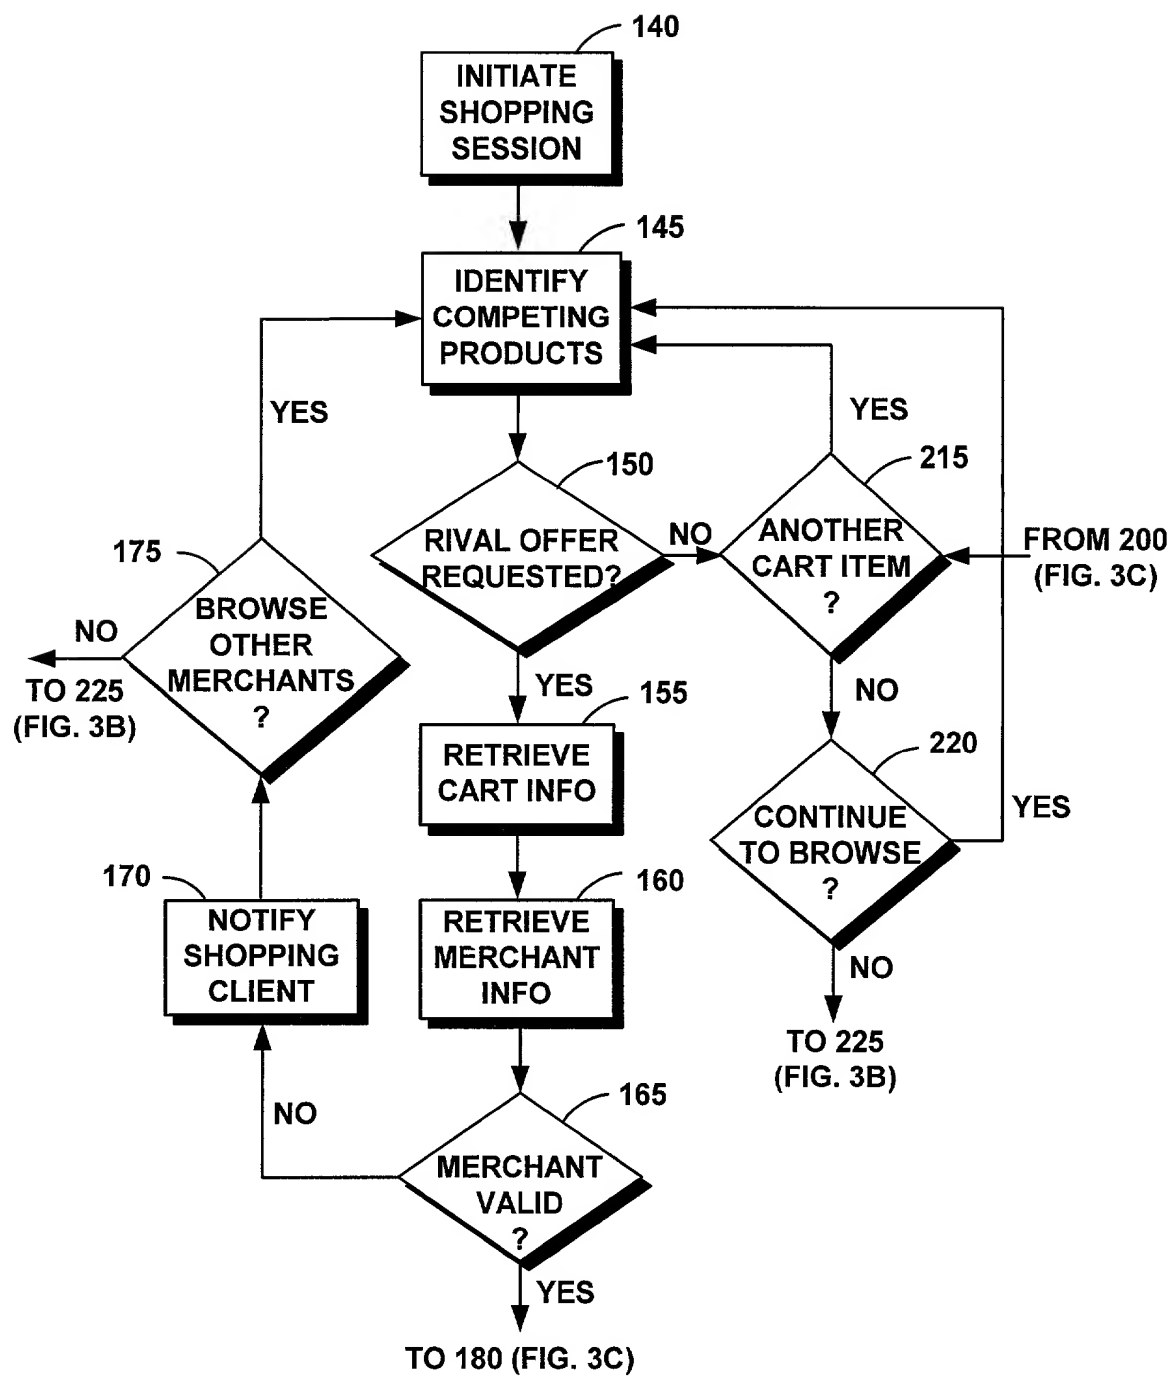 140
INITIATE
SHOPPING
SESSION
145
IDENTIFY
COMPETING
PRODUCTS
YES
YES
150
215
RIVAL OFFER
REQUESTED?
NO
ANOTHER
CART ITEM
?
FROM 200
(FIG. 3C)
175
BROWSE
OTHER
MERCHANTS
?
NO
TO 225
(FIG. 3B)
YES
155
RETRIEVE
CART INFO
NO
220
CONTINUE
TO BROWSE
?
YES
170
NOTIFY
SHOPPING
CLIENT
160
RETRIEVE
MERCHANT
INFO
NO
TO 225
(FIG. 3B)
NO
165
MERCHANT
VALID
?
YES
TO 180 (FIG. 3C)